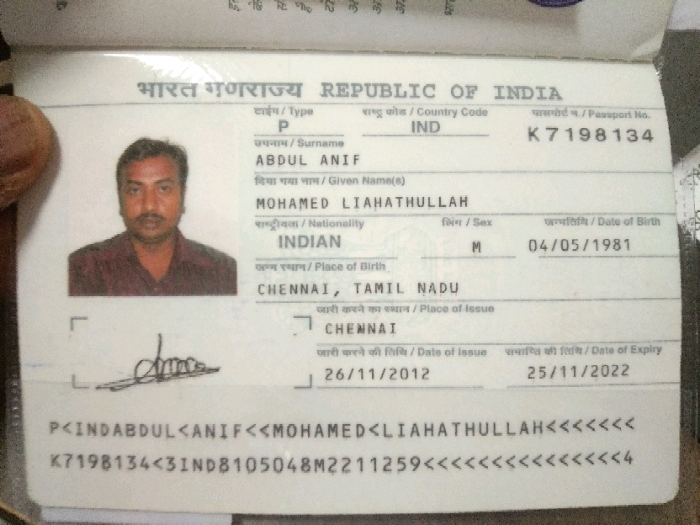 भारत गणराज्य REPUBLIC OF INDIA
टाईप / Type राष्ट्र कोड / Country Code पासपोर्ट न. / Passport No.
P IND K7198134
उपनाम / Surname
ABDUL ANIF
दिया गया नाम / Given Name(s)
MOHAMED LIAHATHULLAH
राष्ट्रीयता / Nationality लिंग / Sex जन्मतिथि / Date of Birth
INDIAN M 04/05/1981
जन्म स्थान / Place of Birth
CHENNAI, TAMIL NADU
जारी करने का स्थान / Place of Issue
CHENNAI
जारी करने की तिथि / Date of Issue समाप्ति की तिथि / Date of Expiry
26/11/2012 25/11/2022
P<INDABDUL<ANIF<<MOHAMED<LIAHATHULLAH<<<<<<<
K7198134<3IND8105048M2211259<<<<<<<<<<<<<<<4